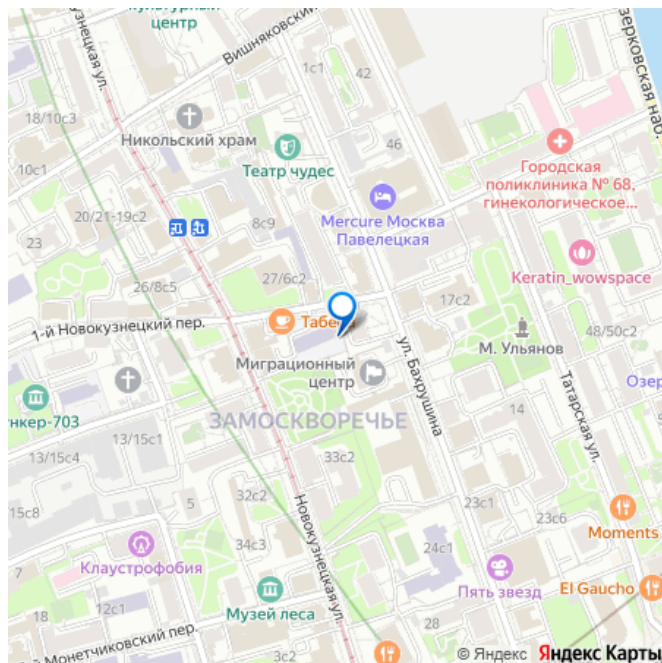 культурный
центр
Вишняковский
1с1
42
18/10с3
Никольский храм
Театр чудес
46
Городская
поликлиника № 68,
гинекологическое...
Озерковская наб.
Новокузнецкая ул.
10с1
20/21-19с2
23
8с9
Mercure Москва
Павелецкая
Keratin_wowspace
27/6с2
26/8с5
1-й Новокузнецкий пер.
17с2
М. Ульянов
48/50с2
Миграционный
центр
ул. Бахрушина
Татарская ул.
ЗАМОСКВОРЕЧЬЕ
14
13/15с1
13/15с4
33с2
15с8
5
32с2
34с3
Новокузнецкая ул.
23с1
23с6
24с1
Moments
Клаустрофобия
7
18
12с1
Музей леса
Пять звезд
El Gaucho
28
Монетчиковский пер.
3с2
© Яндекс Яндекс Карты